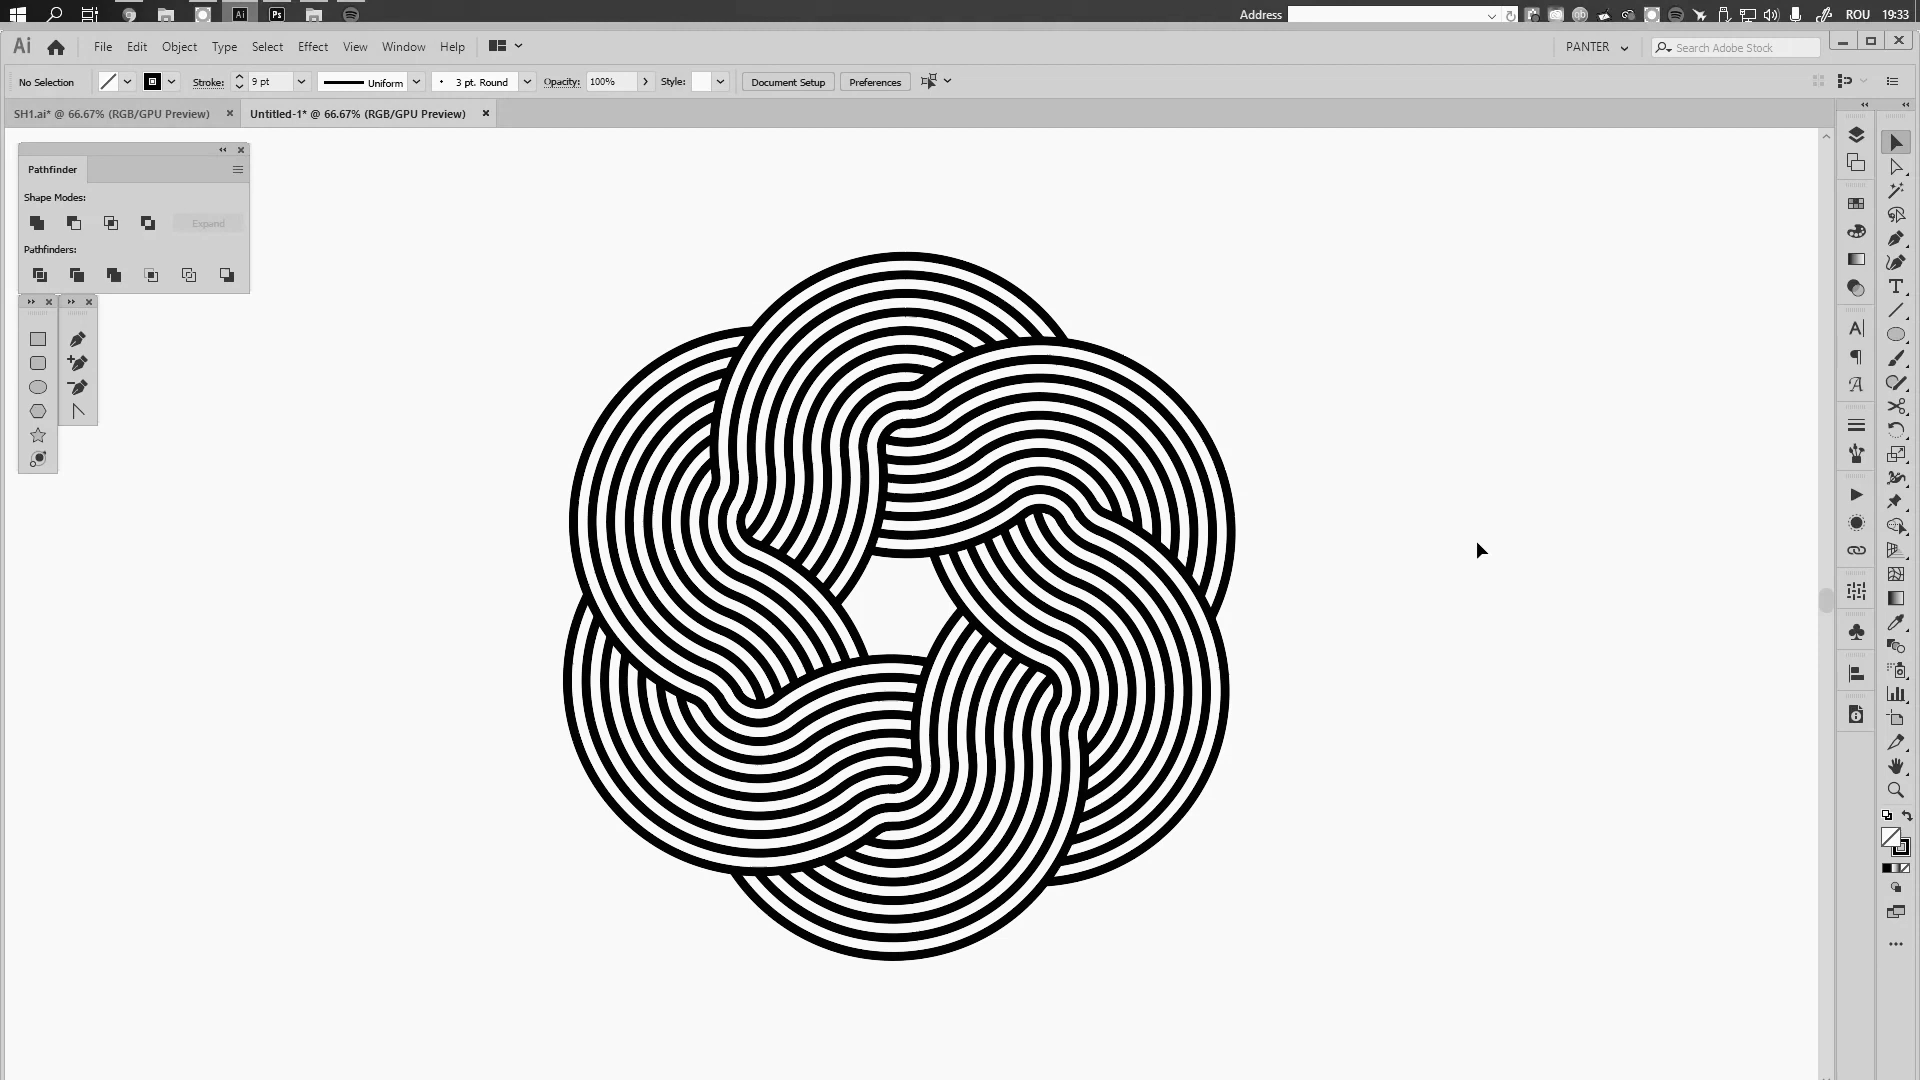 Ai Ps Address ROU 19:33
Ai File Edit Object Type Select Effect View Window Help PANTER Search Adobe Stock
No Selection Stroke: 9 pt Uniform 3 pt. Round Opacity: 100% Style: Document Setup Preferences
SH1.ai* @ 66.67% (RGB/GPU Preview) Untitled-1* @ 66.67% (RGB/GPU Preview)
Pathfinder
Shape Modes:
Expand
Pathfinders: